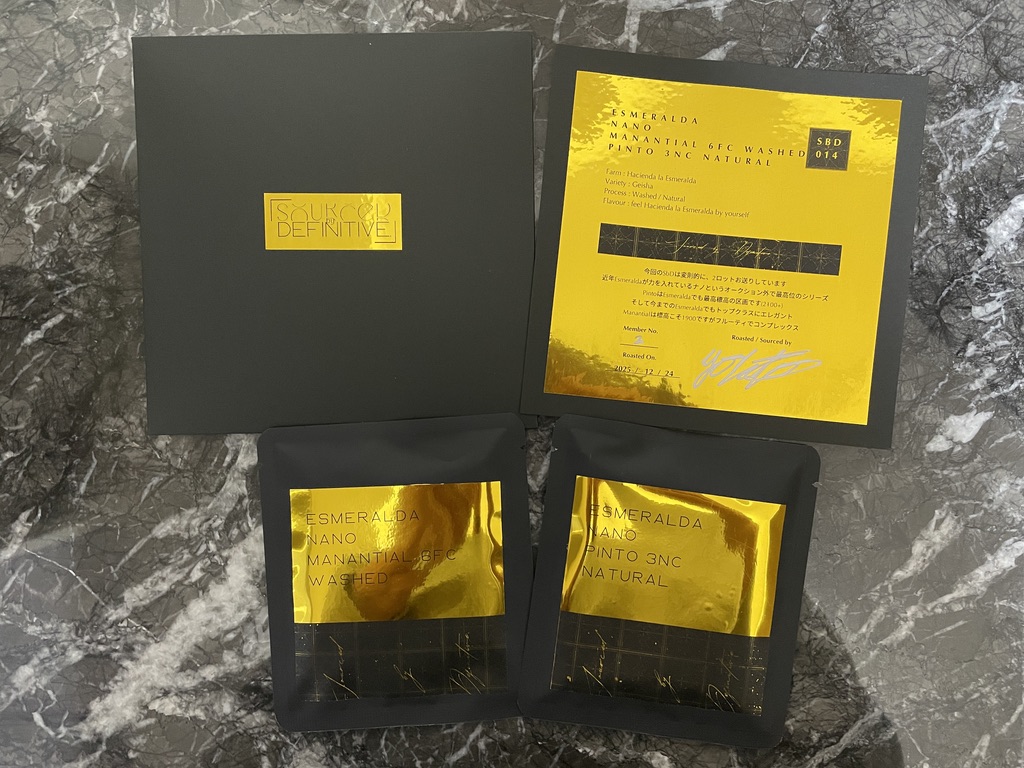 SOURCED
BY
DEFINITIVE
ESMERALDA
NANO
MANANTIAL 6FC WASHED
PINTO 3NC NATURAL
SBD
014
Farm : Hacienda la Esmeralda
Variety : Geisha
Process : Washed / Natural
Flavour : feel Hacienda la Esmeralda by yourself
今回のSbDは変則的に、2ロットお送りしています
近年Esmeraldaが力を入れているナノというオークション外で最高位のシリーズ
PintoはEsmeraldaでも最高標高の区画です(2100+)
そして今までのEsmeraldaでもトップクラスにエレガント
Manantialは標高こそ1900ですがフルーティでコンプレックス
Member No.
2
Roasted / Sourced by
Roasted On.
2025 / 12 / 24
ESMERALDA
NANO
MANANTIAL 6FC
WASHED
ESMERALDA
NANO
PINTO 3NC
NATURAL